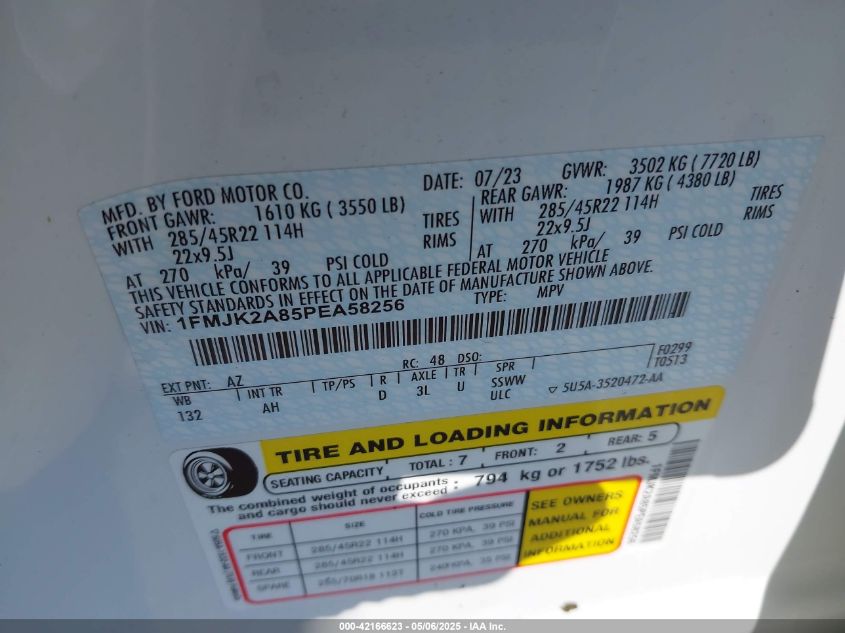 MFD. BY FORD MOTOR CO.
DATE: 07/23 GVWR: 3502 KG ( 7720 LB)
FRONT GAWR: 1610 KG ( 3550 LB)
REAR GAWR: 1987 KG ( 4380 LB)
WITH 285/45R22 114H TIRES
WITH 285/45R22 114H TIRES
22x9.5J RIMS
22x9.5J RIMS
AT 270 kPa/ 39 PSI COLD
AT 270 kPa/ 39 PSI COLD
THIS VEHICLE CONFORMS TO ALL APPLICABLE FEDERAL MOTOR VEHICLE
SAFETY STANDARDS IN EFFECT ON THE DATE OF MANUFACTURE SHOWN ABOVE.
VIN: 1FMJK2A85PEA58256
TYPE: MPV
F0299
T0513
EXT PNT: AZ RC: 48 DSO:
WB INT TR TP/PS R AXLE TR SPR
132 AH D 3L U SSWW
ULC
▽ 5U5A-3520472-AA
TIRE AND LOADING INFORMATION
SEATING CAPACITY TOTAL : 7 FRONT: 2 REAR: 5
The combined weight of occupants
and cargo should never exceed : 794 kg or 1752 lbs.
TIRE SIZE COLD TIRE PRESSURE
FRONT 285/45R22 114H 270 KPA, 39 PSI
REAR 285/45R22 114H 270 KPA, 39 PSI
SPARE 265/70R18 113T 240 KPA, 35 PSI
SEE OWNERS
MANUAL FOR
ADDITIONAL
INFORMATION
000-42166623 - 05/06/2025 - IAA Inc.